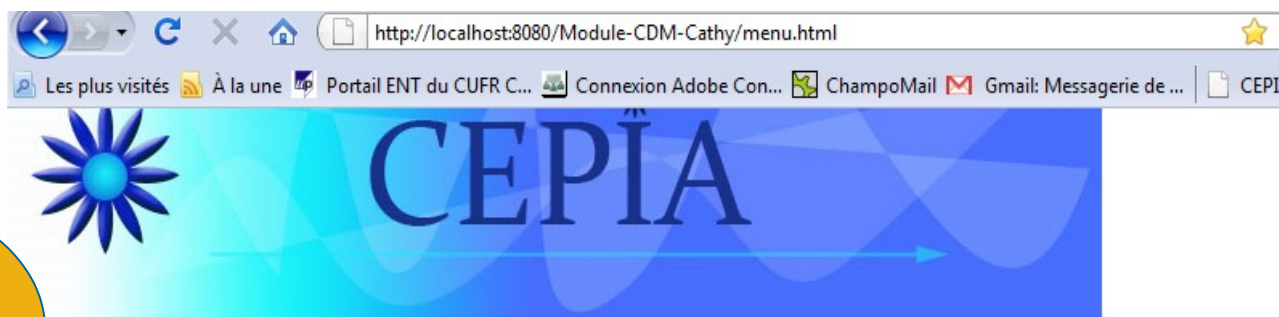 http://localhost:8080/Module-CDM-Cathy/menu.html
Les plus visités À la une Portail ENT du CUFR C... Connexion Adobe Con... ChampoMail Gmail: Messagerie de ... CEPI
CEPÏA